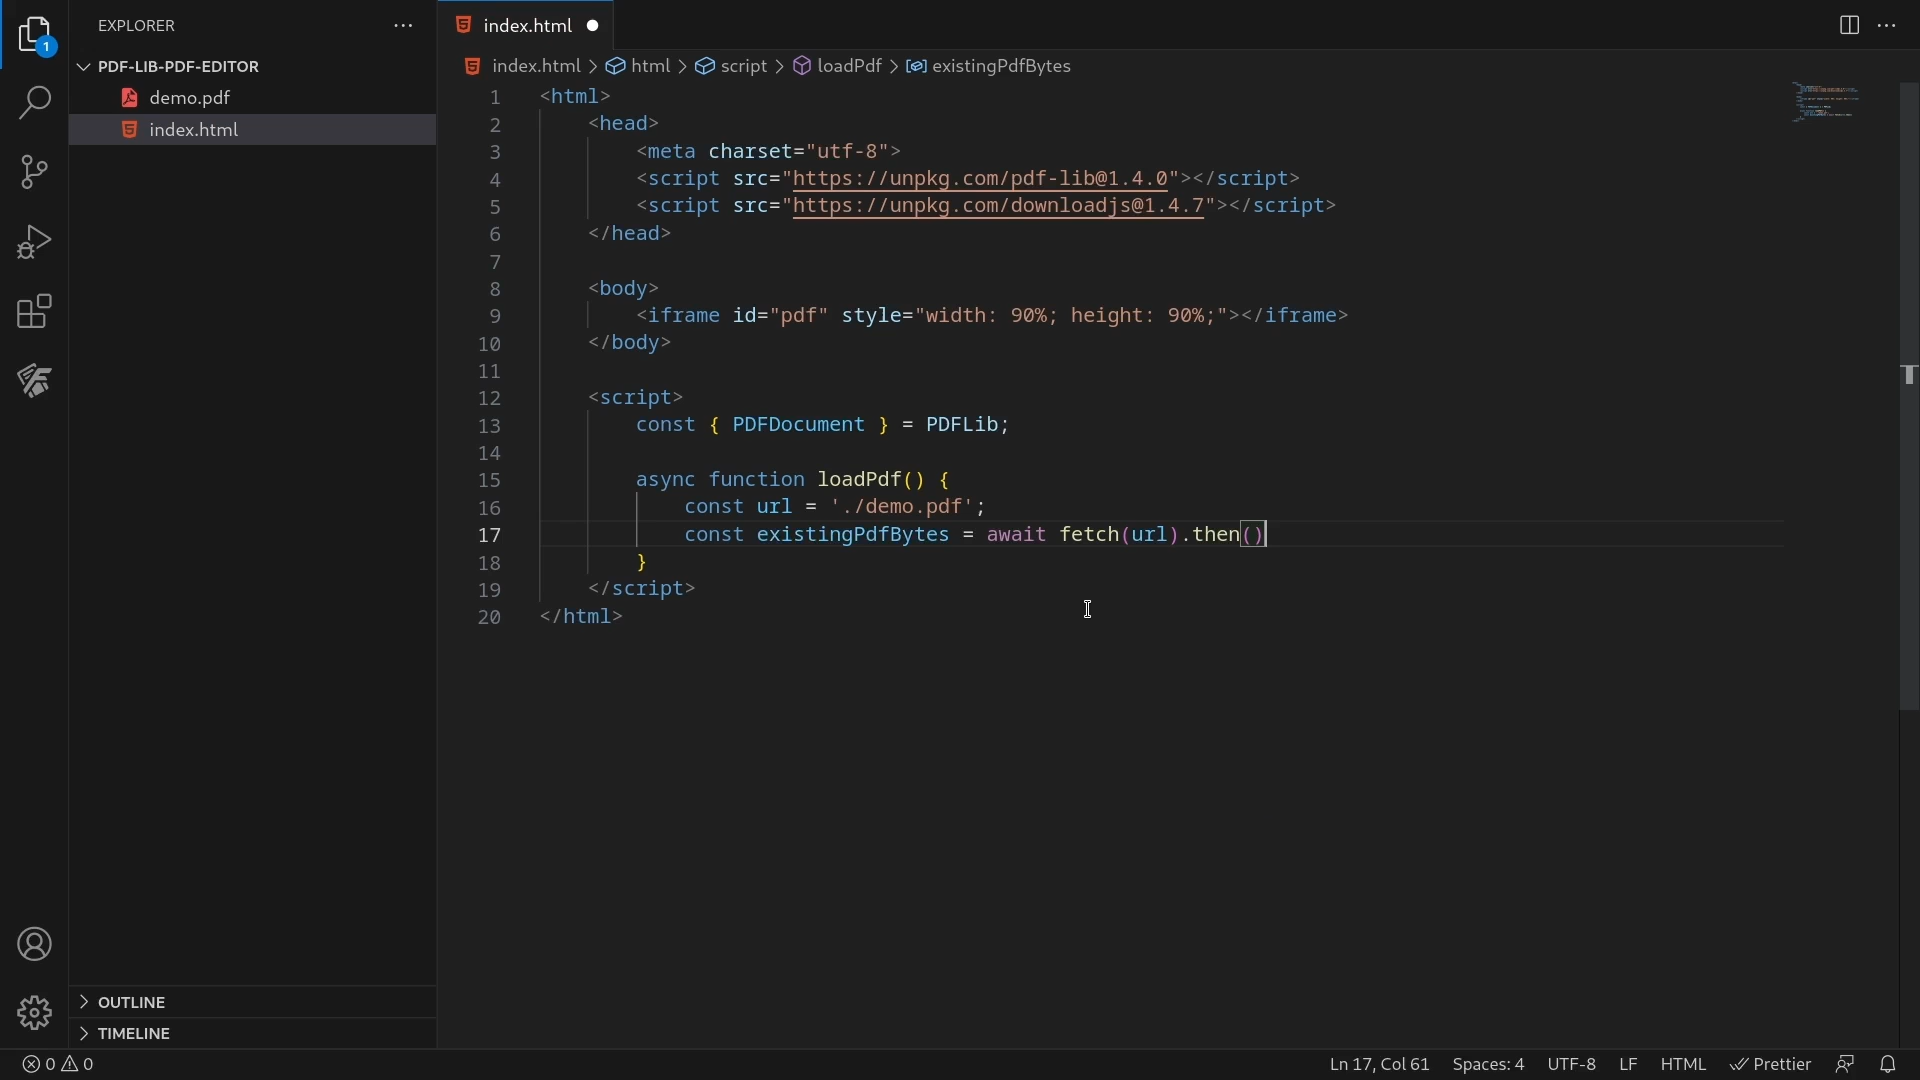 EXPLORER
1
PDF-LIB-PDF-EDITOR
demo.pdf
index.html
OUTLINE
TIMELINE
index.html
index.html > html > script > loadPdf > existingPdfBytes
1 <html>
2     <head>
3         <meta charset="utf-8">
4         <script src="https://unpkg.com/pdf-lib@1.4.0"></script>
5         <script src="https://unpkg.com/downloadjs@1.4.7"></script>
6     </head>
7
8     <body>
9         <iframe id="pdf" style="width: 90%; height: 90%;"></iframe>
10     </body>
11
12     <script>
13         const { PDFDocument } = PDFLib;
14
15         async function loadPdf() {
16             const url = './demo.pdf';
17             const existingPdfBytes = await fetch(url).then()
18         }
19     </script>
20 </html>
0 0 Ln 17, Col 61 Spaces: 4 UTF-8 LF HTML Prettier